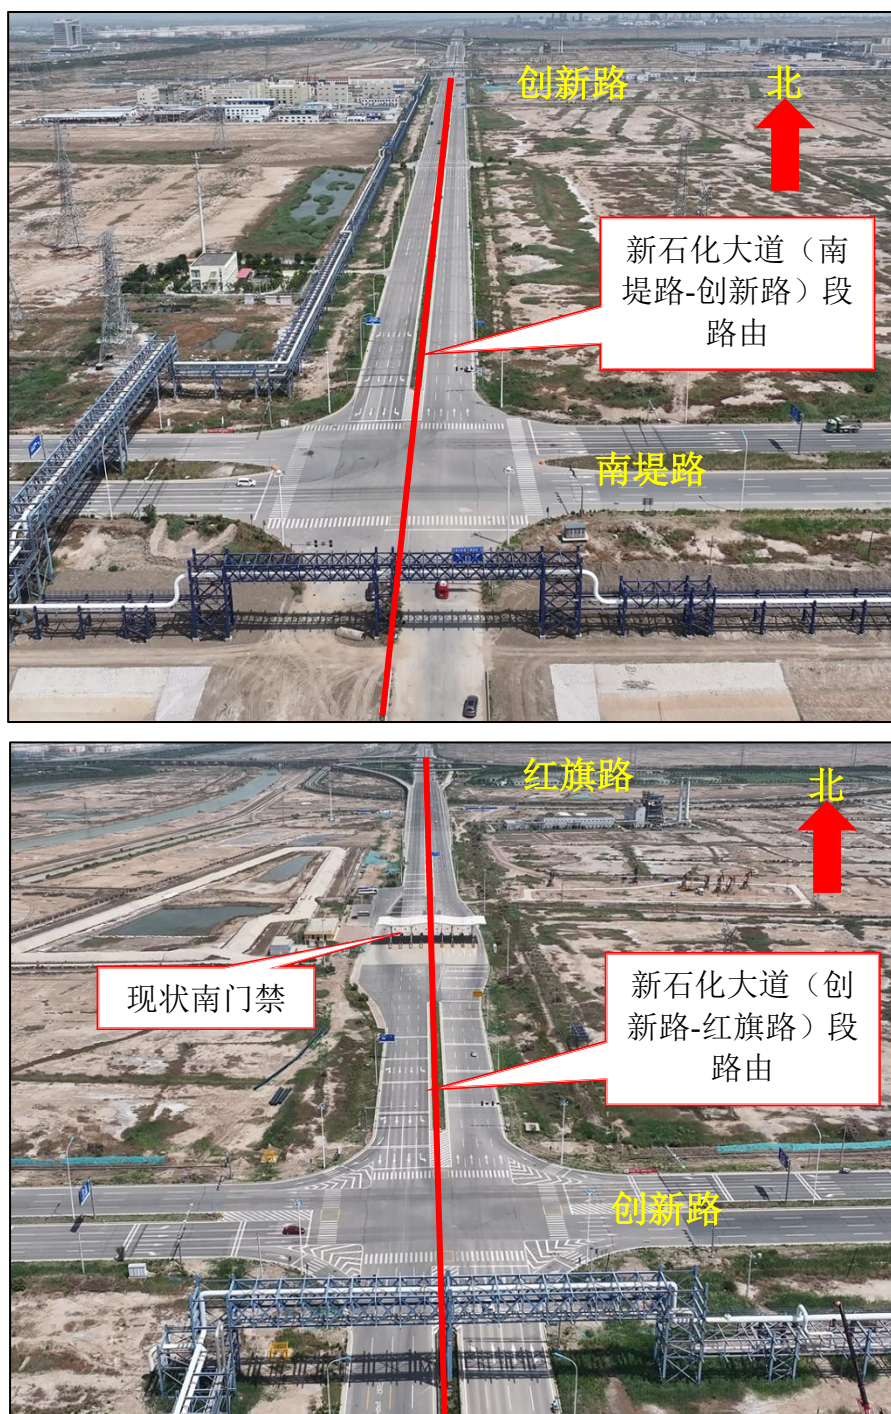 创新路
北
新石化大道（南
堤路-创新路）段
路由
南堤路
红旗路
北
现状南门禁
新石化大道（创
新路-红旗路）段
路由
创新路